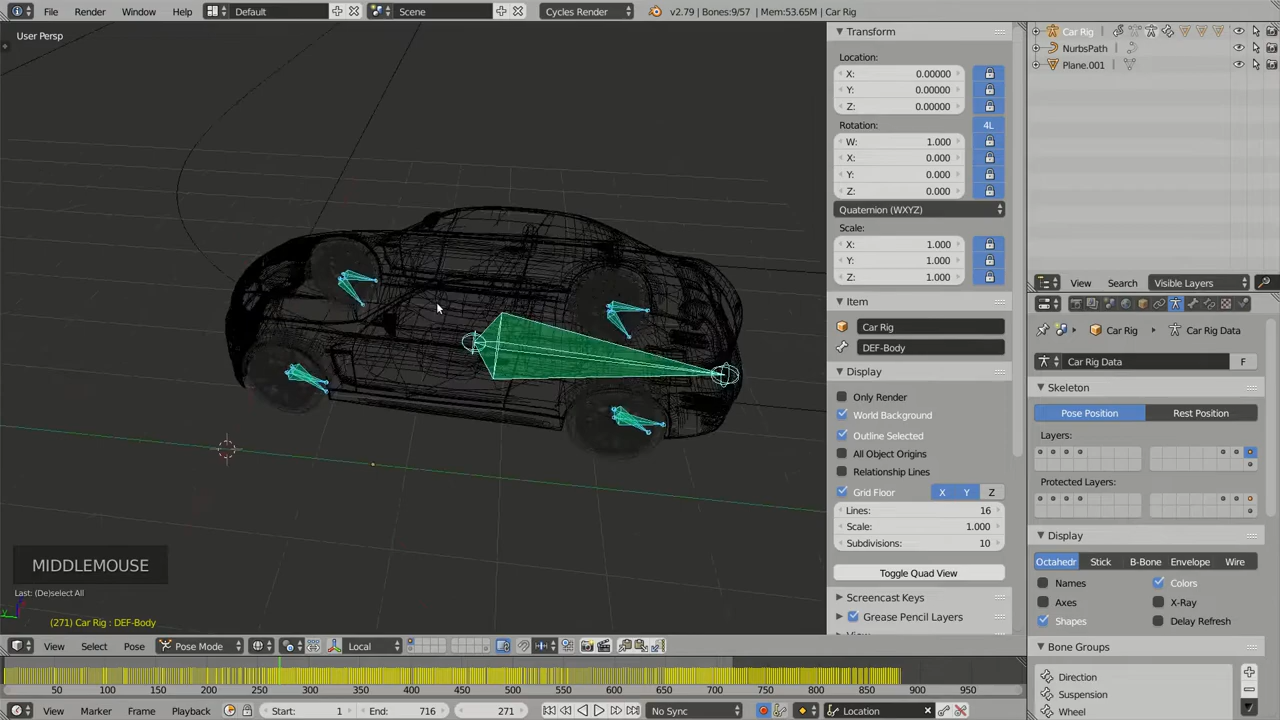 File Render Window Help Default Scene Cycles Render v2.79 | Bones:9/57 | Mem:53.65M | Car Rig
User Persp
MIDDLEMOUSE
Last: (De)select All
y
(271) Car Rig : DEF-Body
Transform
Location:
X: 0.00000
Y: 0.00000
Z: 0.00000
Rotation: 4L
W: 1.000
X: 0.000
Y: 0.000
Z: 0.000
Quaternion (WXYZ)
Scale:
X: 1.000
Y: 1.000
Z: 1.000
Item
Car Rig
DEF-Body
Display
Only Render
World Background
Outline Selected
All Object Origins
Relationship Lines
Grid Floor X Y Z
Lines: 16
Scale: 1.000
Subdivisions: 10
Toggle Quad View
Screencast Keys
Grease Pencil Layers
Car Rig
NurbsPath
Plane.001
View Search Visible Layers
Car Rig Car Rig Data
Car Rig Data F
Skeleton
Pose Position Rest Position
Layers:
Protected Layers:
Display
Octahedr Stick B-Bone Envelope Wire
Names Colors
Axes X-Ray
Shapes Delay Refresh
Bone Groups
Direction
Suspension
Wheel
View Select Pose Pose Mode Local
0 50 100 150 200 250 300 350 400 450 500 550 600 650 700 750 800 850 900 950
View Marker Frame Playback Start: 1 End: 716 271 No Sync Location